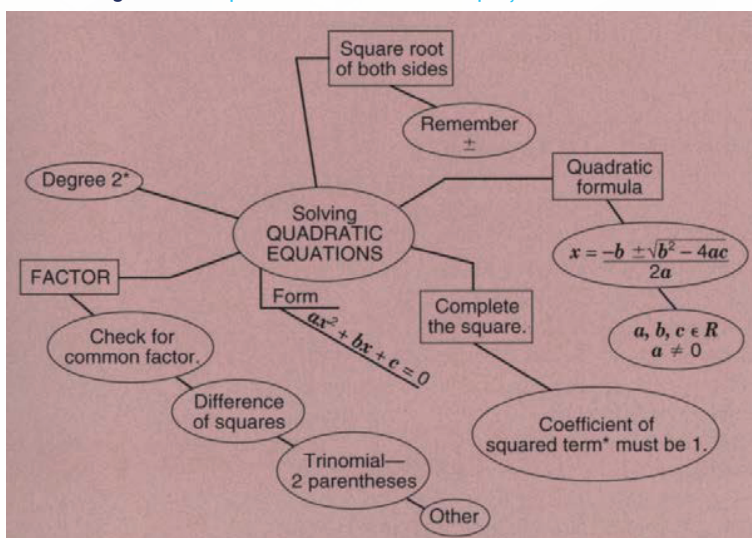 Square root
of both sides
Remember
±
Degree 2*
Solving
QUADRATIC
EQUATIONS
Quadratic
formula
x = −b ± √b² − 4ac
2a
a, b, c ϵ R
a ≠ 0
FACTOR
Check for
common factor.
Difference
of squares
Trinomial—
2 parentheses
Other
Form
ax² + bx + c = 0
Complete
the square.
Coefficient of
squared term* must be 1.